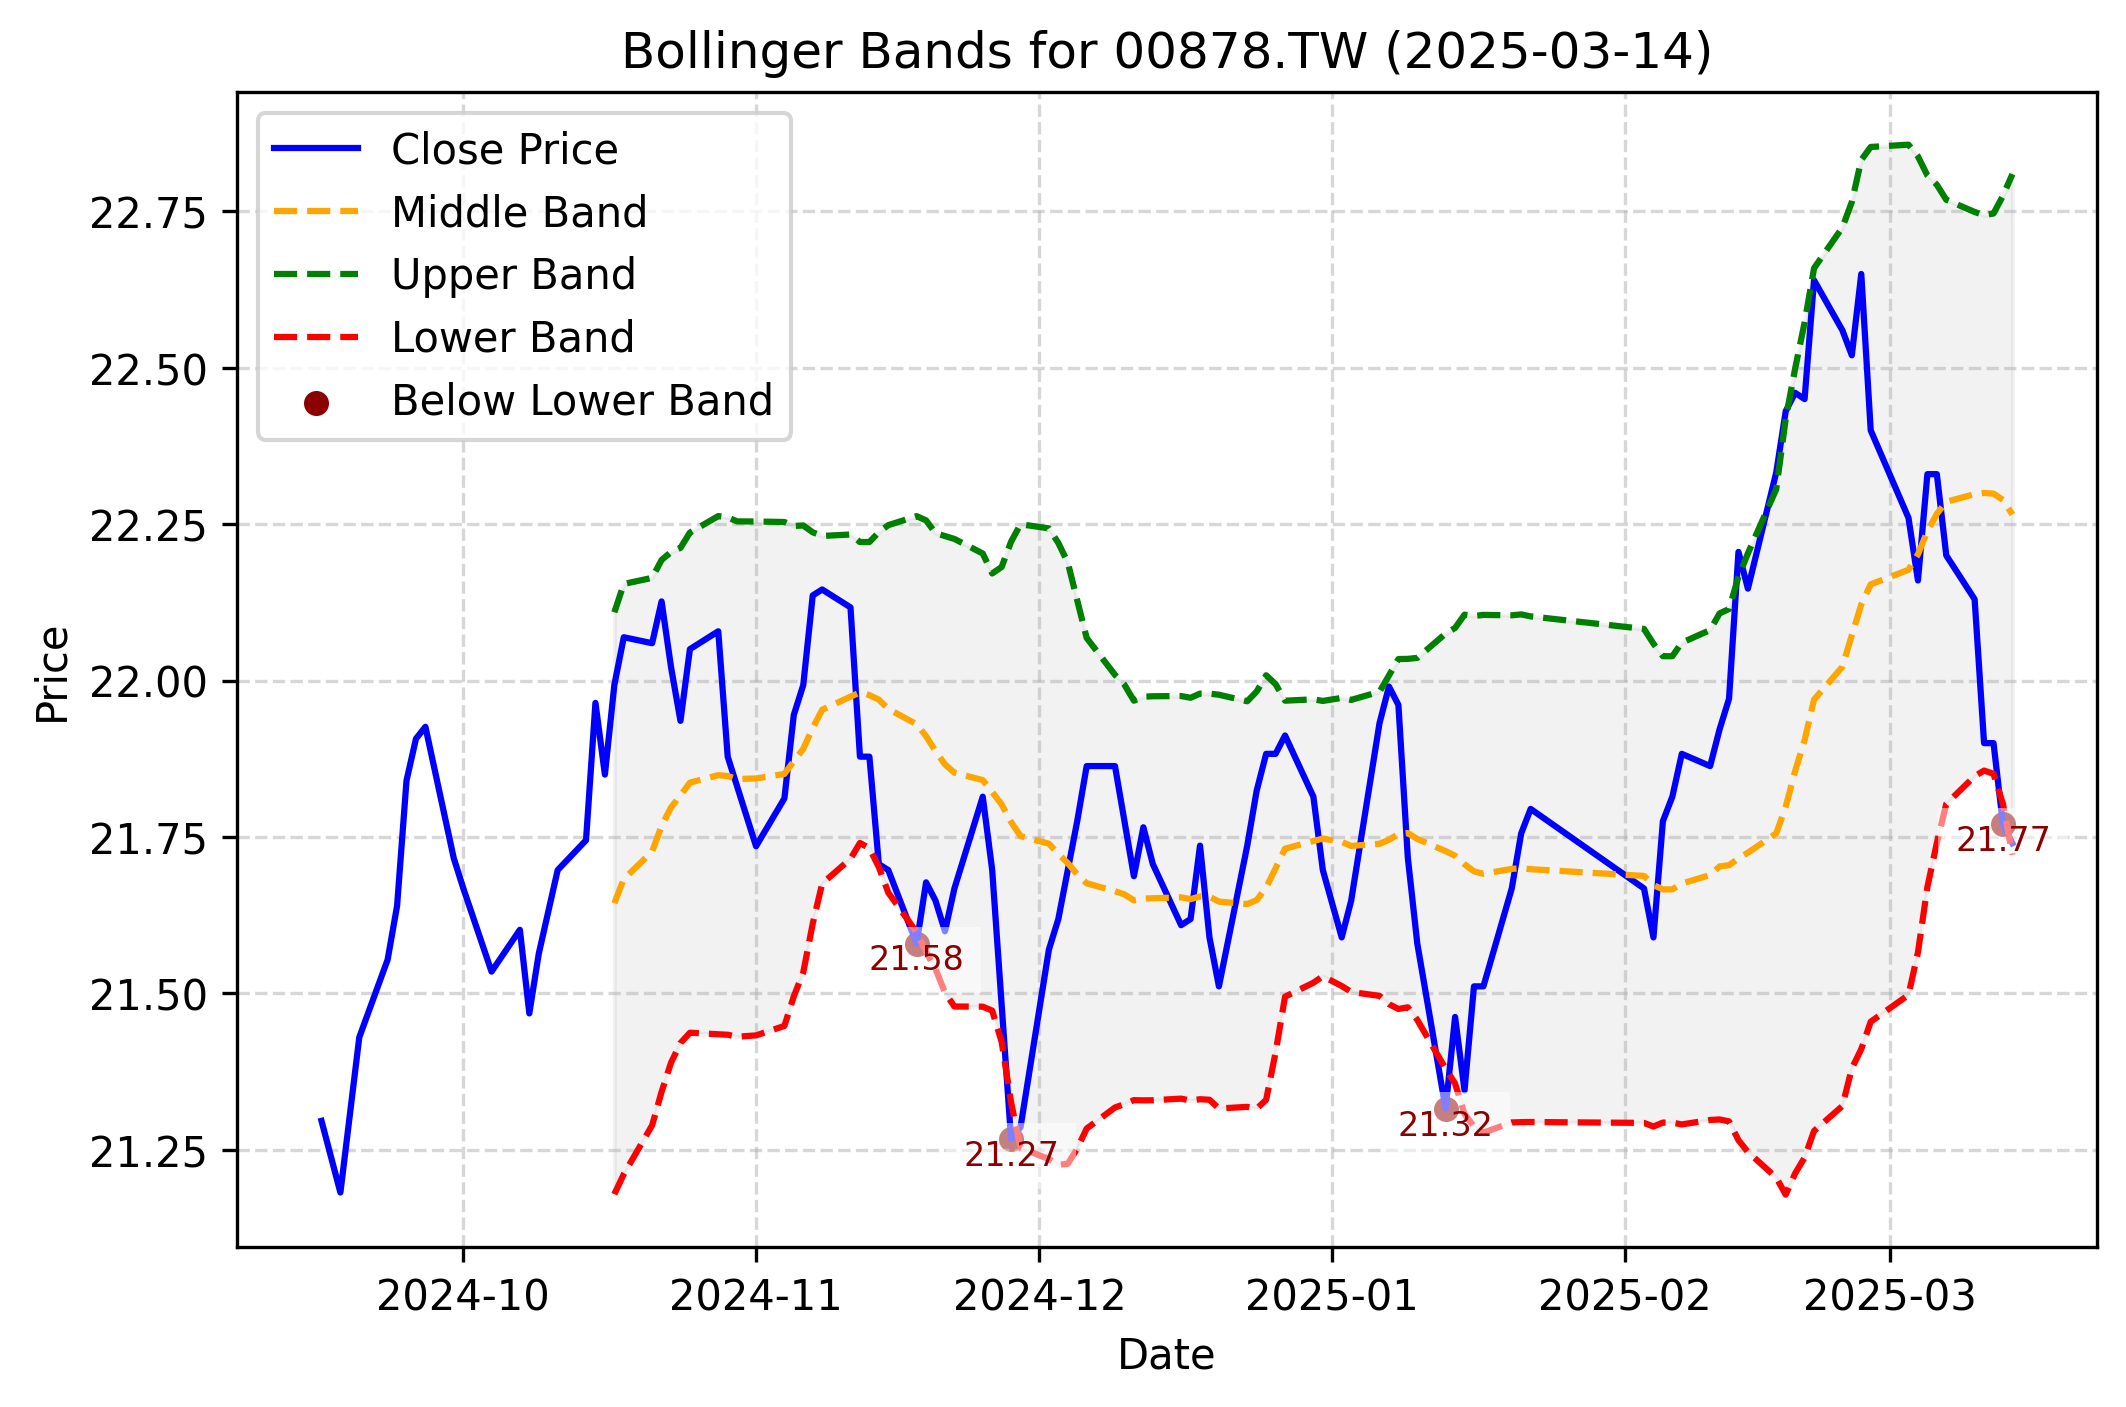 Bollinger Bands for 00878.TW (2025-03-14)
Close Price
Middle Band
Upper Band
Lower Band
Below Lower Band
22.75
22.50
22.25
22.00
21.75
21.50
21.25
Price
21.58
21.27
21.32
21.77
2024-10
2024-11
2024-12
2025-01
2025-02
2025-03
Date